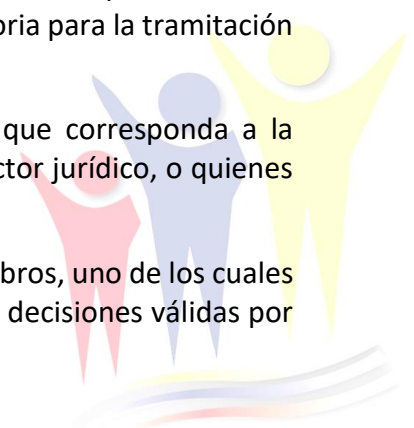 oria para la tramitación
que corresponda a la
ctor jurídico, o quienes
bros, uno de los cuales
decisiones válidas por